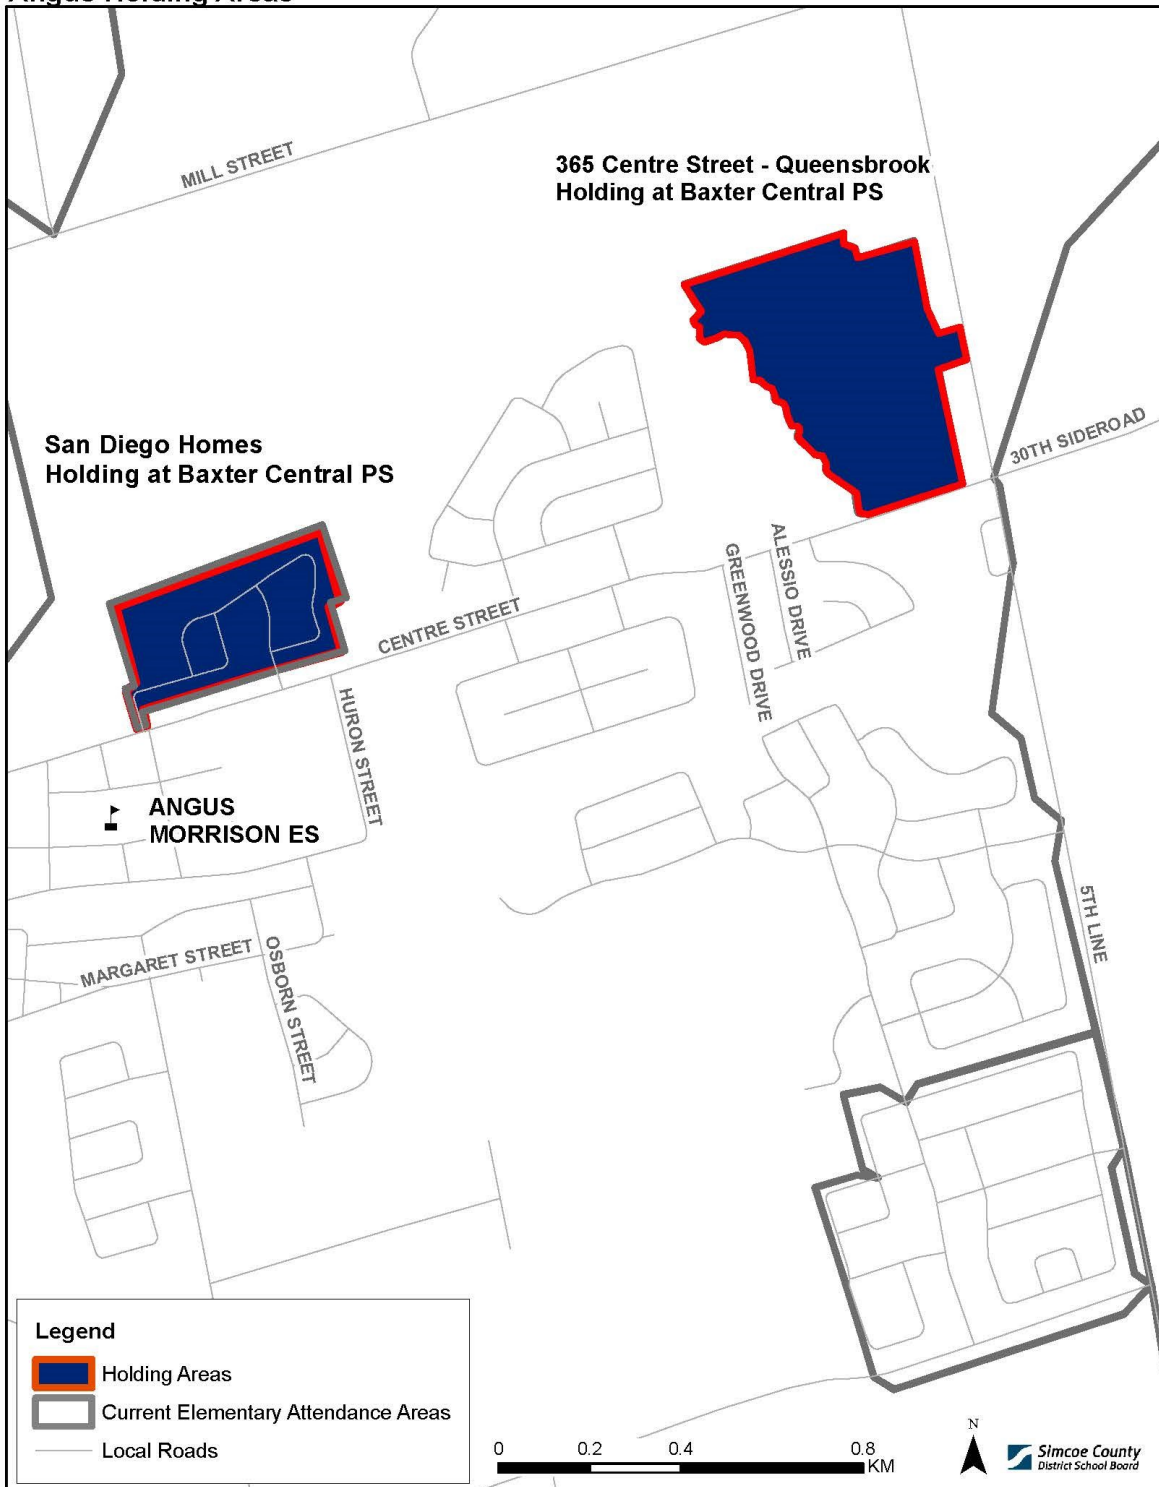 Angus Holding Areas
MILL STREET
365 Centre Street - Queensbrook
Holding at Baxter Central PS
30TH SIDEROAD
San Diego Homes
Holding at Baxter Central PS
ALESSIO DRIVE
GREENWOOD DRIVE
CENTRE STREET
HURON STREET
ANGUS
MORRISON ES
5TH LINE
MARGARET STREET
OSBORN STREET
Legend
Holding Areas
Current Elementary Attendance Areas
Local Roads
0 0.2 0.4 0.8
KM
N
Simcoe County
District School Board